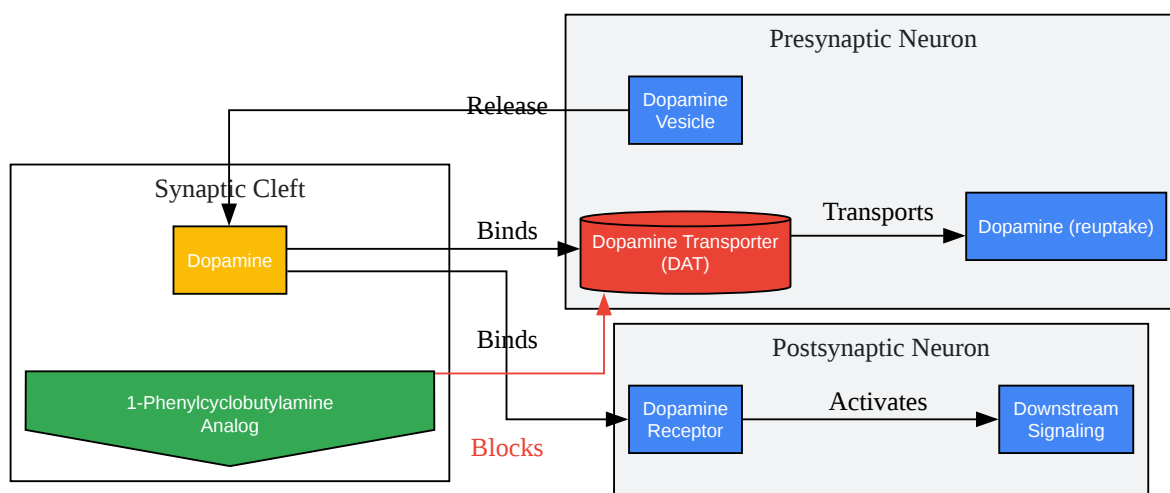 Presynaptic Neuron
Dopamine
Vesicle
Release
Synaptic Cleft
Dopamine
Binds
Dopamine Transporter
(DAT)
Transports
Dopamine (reuptake)
Binds
Postsynaptic Neuron
1-Phenylcyclobutylamine
Analog
Blocks
Dopamine
Receptor
Activates
Downstream
Signaling